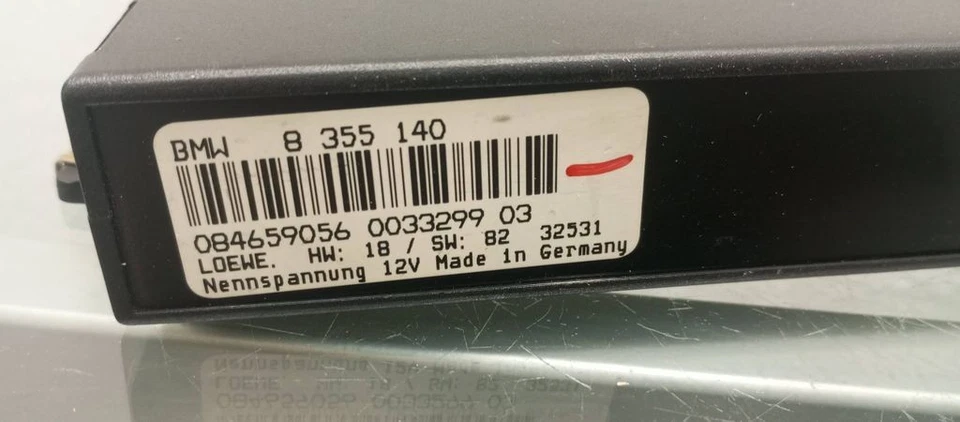 BMW 8 355 140
084659056 0033299 03
LOEWE. HW: 18 / SW: 82 32531
Nennspannung 12V Made in Germany